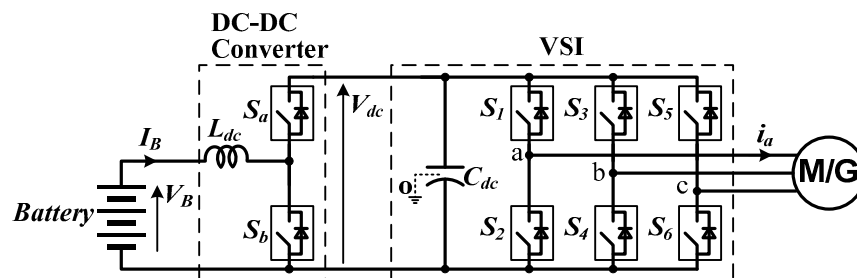 DC-DC
Converter
VSI
S_a
V_dc
S_1
S_3
S_5
I_B
L_dc
i_a
a
b
c
M/G
C_dc
o
Battery
V_B
S_b
S_2
S_4
S_6